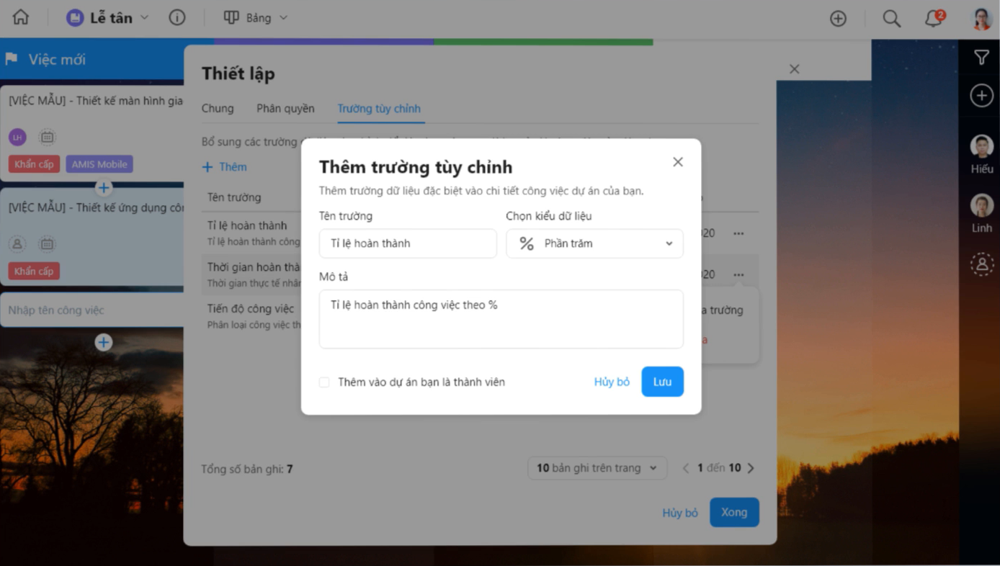 Lễ tân
Bảng
2
Việc mới
Thiết lập
[VIỆC MẪU] - Thiết kế màn hình gia
LH
Khẩn cấp
AMIS Mobile
[VIỆC MẪU] - Thiết kế ứng dụng
Khẩn cấp
Nhập tên công việc
Chung
Phân quyền
Trường tùy chỉnh
Bổ sung các trường
Thêm
Tên trường
Tỉ lệ hoàn thành
Tỉ lệ hoàn thành công
20
Thời gian hoàn thà
Thời gian thực tế
20
Tiến độ công việc
Phân loại công việc th
a trường
a
Thêm trường tùy chỉnh
Thêm trường dữ liệu đặc biệt vào chi tiết công việc dự án của bạn.
Tên trường
Chọn kiểu dữ liệu
Tỉ lệ hoàn thành
% Phần trăm
Mô tả
Tỉ lệ hoàn thành công việc theo %
Thêm vào dự án bạn là thành viên
Hủy bỏ
Lưu
Tổng số bản ghi: 7
10 bản ghi trên trang
1 đến 10
Hủy bỏ
Xong
Hiếu
Linh